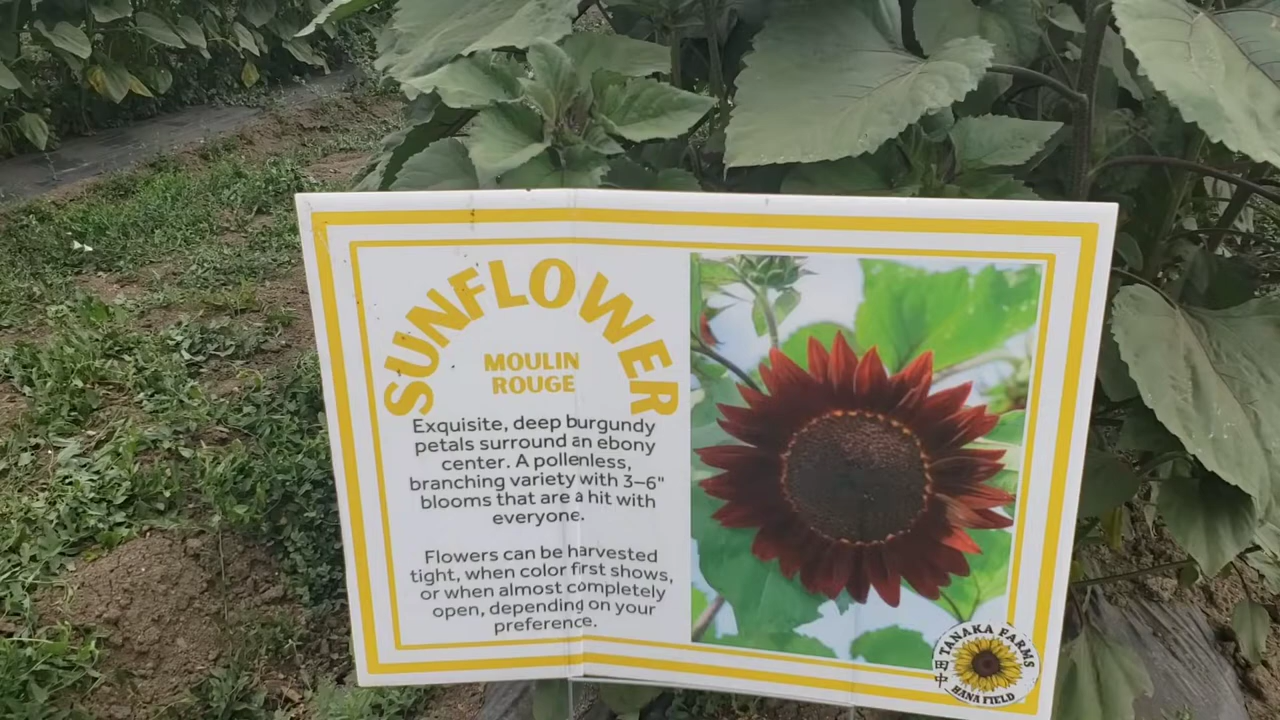 SUNFLOWER
MOULIN
ROUGE
Exquisite, deep burgundy
petals surround an ebony
center. A pollenless,
branching variety with 3–6"
blooms that are a hit with
everyone.
Flowers can be harvested
tight, when color first shows,
or when almost completely
open, depending on your
preference.
TANAKA FARMS
田中
HANA FIELD